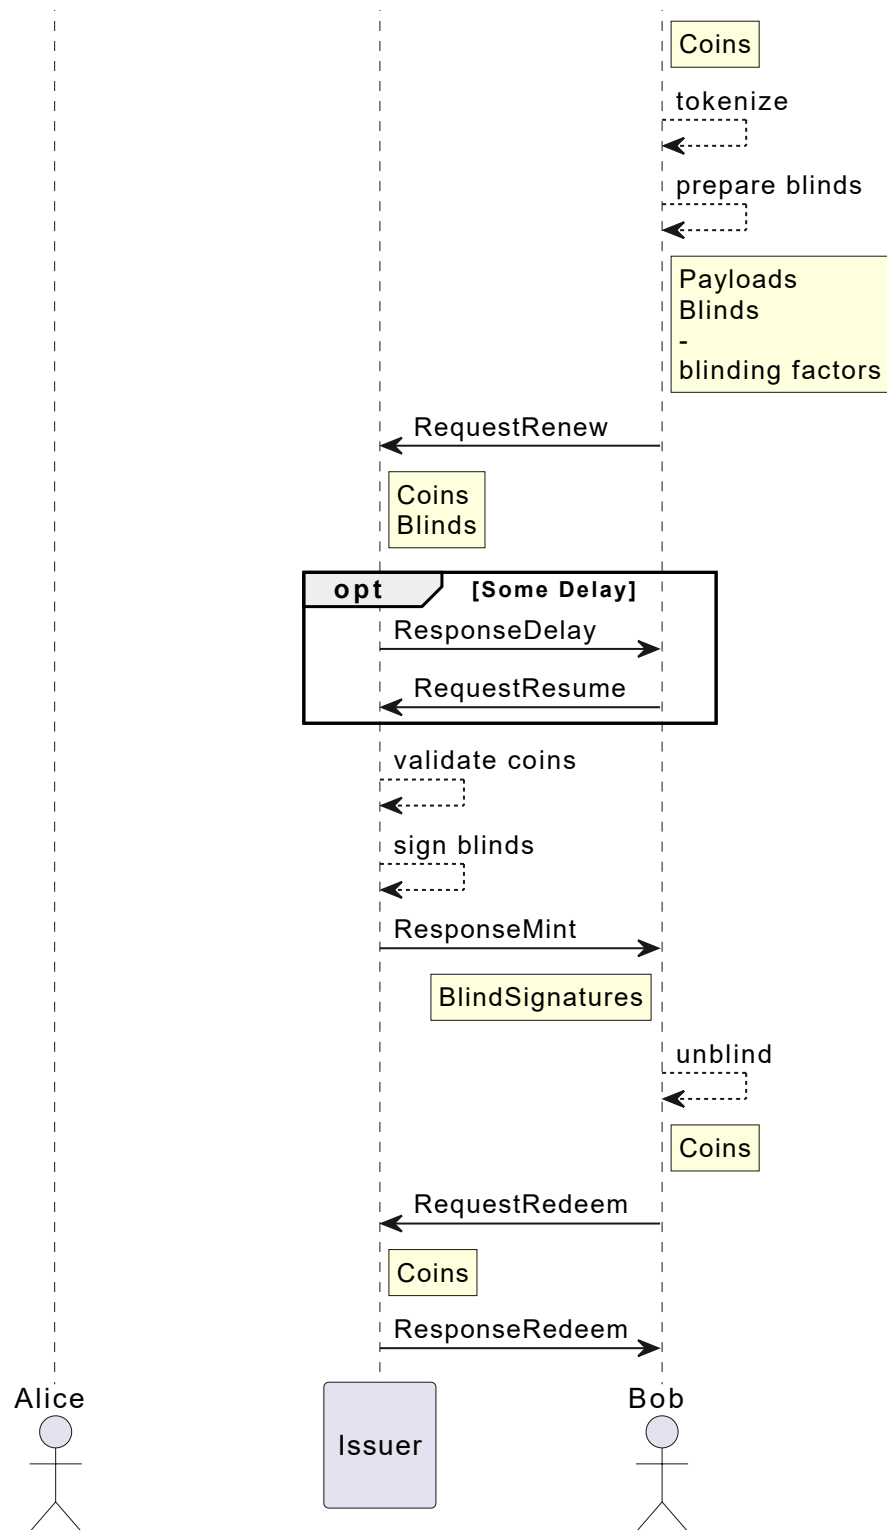 Coins
tokenize
prepare blinds
Payloads
Blinds
-
blinding factors
RequestRenew
Coins
Blinds
opt [Some Delay]
ResponseDelay
RequestResume
validate coins
sign blinds
ResponseMint
BlindSignatures
unblind
Coins
RequestRedeem
Coins
ResponseRedeem
Alice
Issuer
Bob